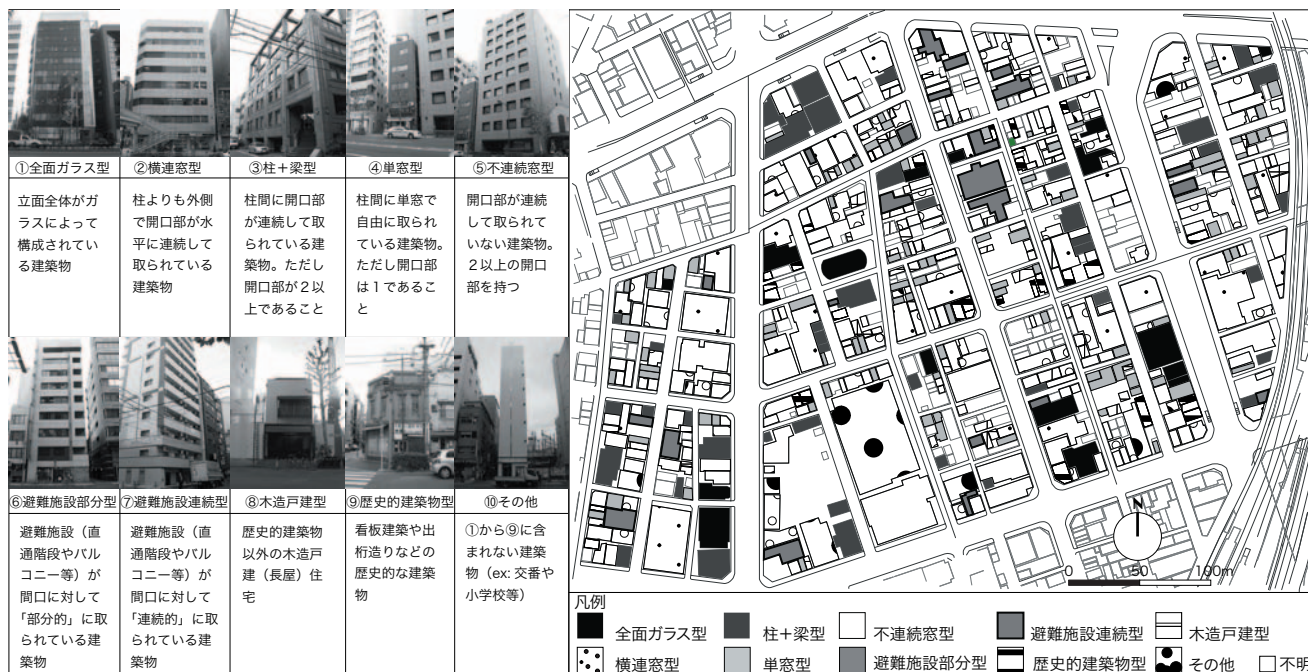 ①全面ガラス型
②横連窓型
③柱+梁型
④単窓型
⑤不連続窓型
立面全体がガ
ラスによって
構成されてい
る建築物
柱よりも外側
で開口部が水
平に連続して
取られている
建築物
柱間に開口部
が連続して取
られている建
築物。ただし
開口部が2以
上であること
柱間に単窓で
自由に取られ
ている建築物。
ただし開口部
は1であるこ
と
開口部が連続
して取られて
いない建築物。
2以上の開口
部を持つ
⑥避難施設部分型
⑦避難施設連続型
⑧木造戸建型
⑨歴史的建築物型
⑩その他
避難施設(直
通階段やバル
コニー等)が
間口に対して
「部分的」に取
られている建
築物
避難施設(直
通階段やバル
コニー等)が
間口に対して
「連続的」に取
られている建
築物
歴史的建築物
以外の木造戸
建(長屋)住
宅
看板建築や出
桁造りなどの
歴史的な建築
物
①から⑨に含
まれない建築
物(ex: 交番や
小学校等)
N
0 50 100m
凡例
全面ガラス型 柱+梁型 不連続窓型 避難施設連続型 木造戸建型
横連窓型 単窓型 避難施設部分型 歴史的建築物型 その他 不明